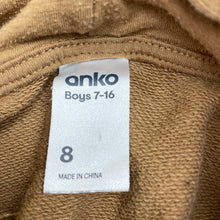 anko
Boys 7-16
8
MADE IN CHINA